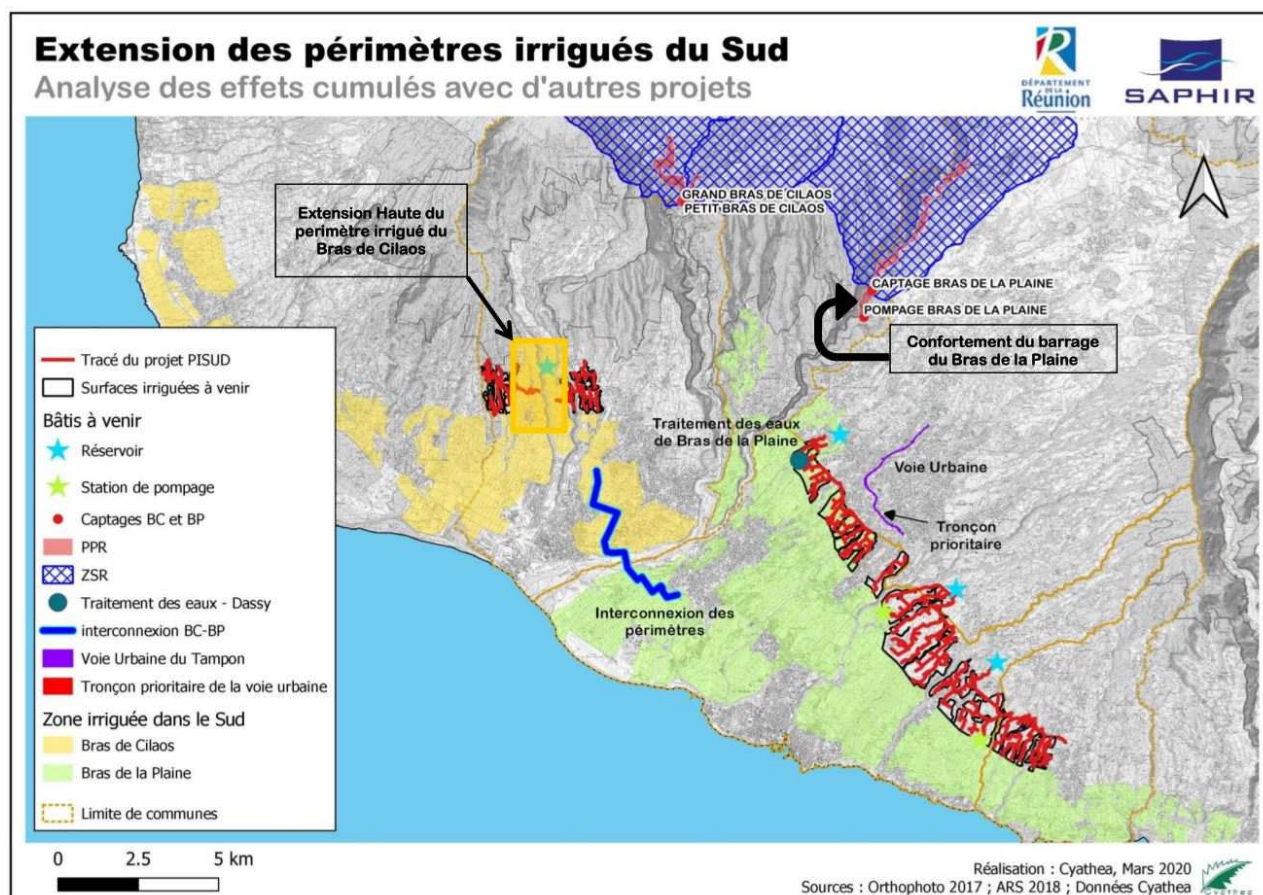 Extension des périmètres irrigués du Sud
Analyse des effets cumulés avec d'autres projets
DÉPARTEMENT
DE LA
Réunion
SAPHIR
N
GRAND BRAS DE CILAOS
PETIT BRAS DE CILAOS
Extension Haute du
perimètre irrigué du
Bras de Cilaos
CAPTAGE BRAS DE LA PLAINE
POMPAGE BRAS DE LA PLAINE
Confortement du barrage
du Bras de la Plaine
Traitement des eaux
de Bras de la Plaine
Voie Urbaine
Tronçon
prioritaire
Interconnexion des
périmètres
Tracé du projet PISUD
Surfaces irriguées à venir
Bâtis à venir
Réservoir
Station de pompage
Captages BC et BP
PPR
ZSR
Traitement des eaux - Dassy
interconnexion BC-BP
Voie Urbaine du Tampon
Tronçon prioritaire de la voie urbaine
Zone irriguée dans le Sud
Bras de Cilaos
Bras de la Plaine
Limite de communes
0 2.5 5 km
Réalisation : Cyathea, Mars 2020
Sources : Orthophoto 2017 ; ARS 2018 ; Données Cyathea
Cyathea